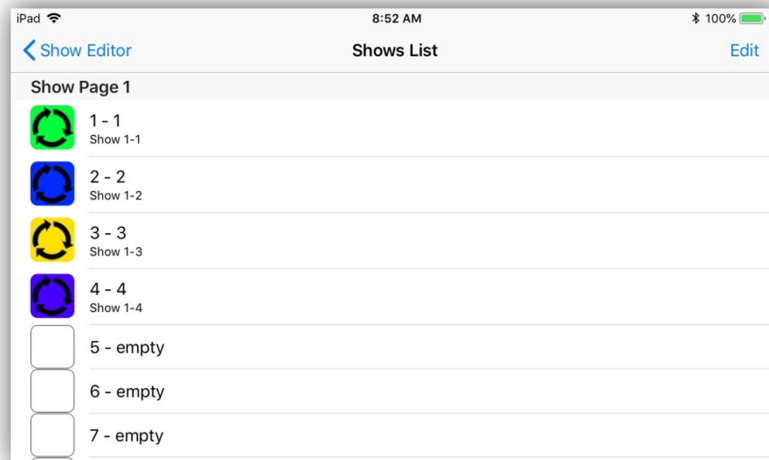 iPad 8:52 AM 100%
Show Editor Shows List Edit
Show Page 1
1 - 1
Show 1-1
2 - 2
Show 1-2
3 - 3
Show 1-3
4 - 4
Show 1-4
5 - empty
6 - empty
7 - empty